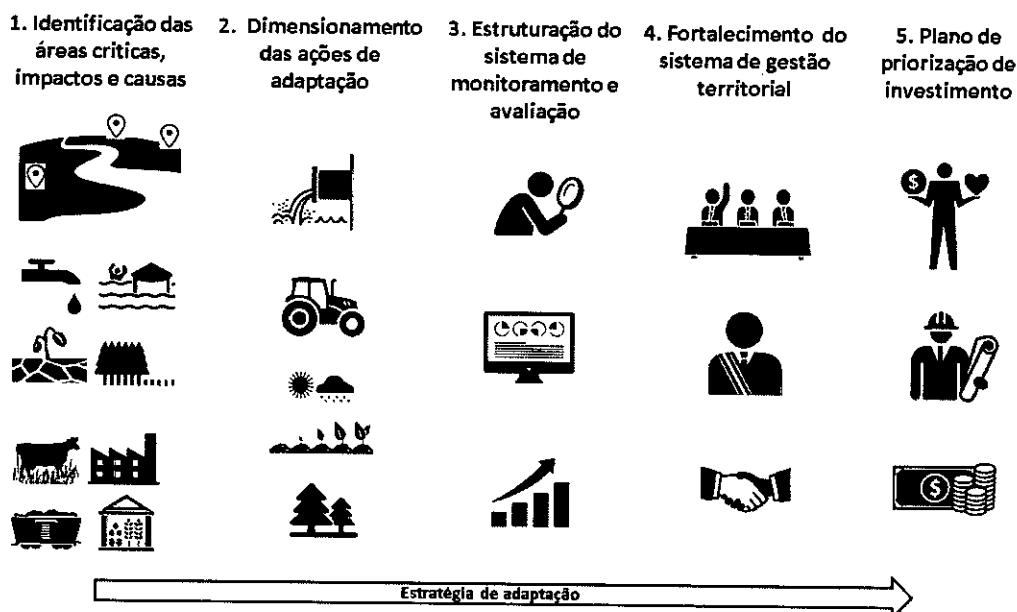 1. Identificação das
áreas criticas,
impactos e causas
2. Dimensionamento
das ações de
adaptação
3. Estruturação do
sistema de
monitoramento e
avaliação
4. Fortalecimento do
sistema de gestão
territorial
5. Plano de
priorização de
investimento
$
$
Estratégia de adaptação